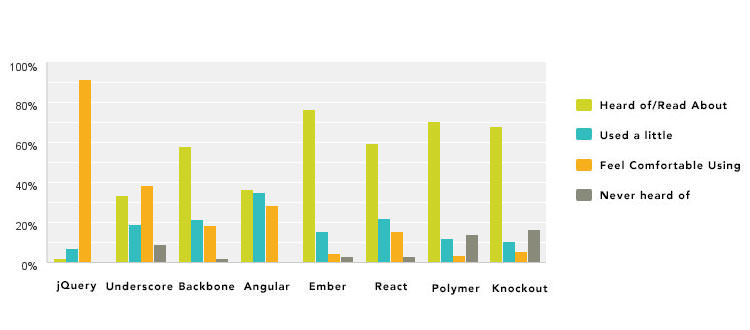 100%
80%
60%
40%
20%
0%
jQuery Underscore Backbone Angular Ember React Polymer Knockout
Heard of/Read About
Used a little
Feel Comfortable Using
Never heard of